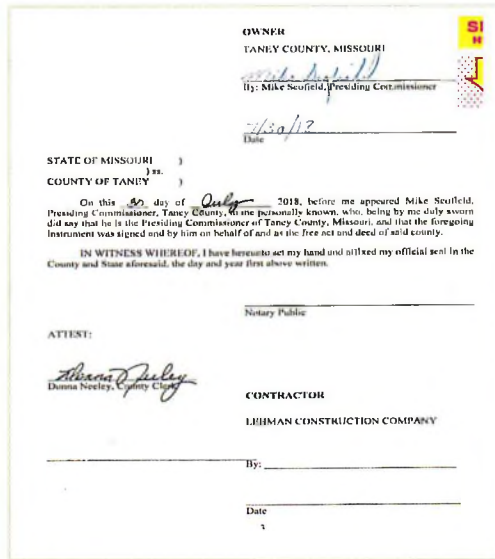 OWNER
TANEY COUNTY, MISSOURI
Mike Scofield
By: Mike Scofield, Presiding Commissioner
7/30/18
Date
STATE OF MISSOURI )
) ss.
COUNTY OF TANEY )
On this day of July 2018, before me appeared Mike Scofield,
Presiding Commissioner, Taney County, to me personally known, who, being by me duly sworn
did say that he is the Presiding Commissioner of Taney County, Missouri, and that the foregoing
Instrument was signed and by him on behalf of and as the free act and deed of said county.
IN WITNESS WHEREOF, I have hereunto set my hand and affixed my official seal in the
County and State aforesaid, the day and year first above written.
Notary Public
ATTEST:
Donna Neeley
Donna Neeley, County Clerk
CONTRACTOR
LEHMAN CONSTRUCTION COMPANY
By:
Date
3